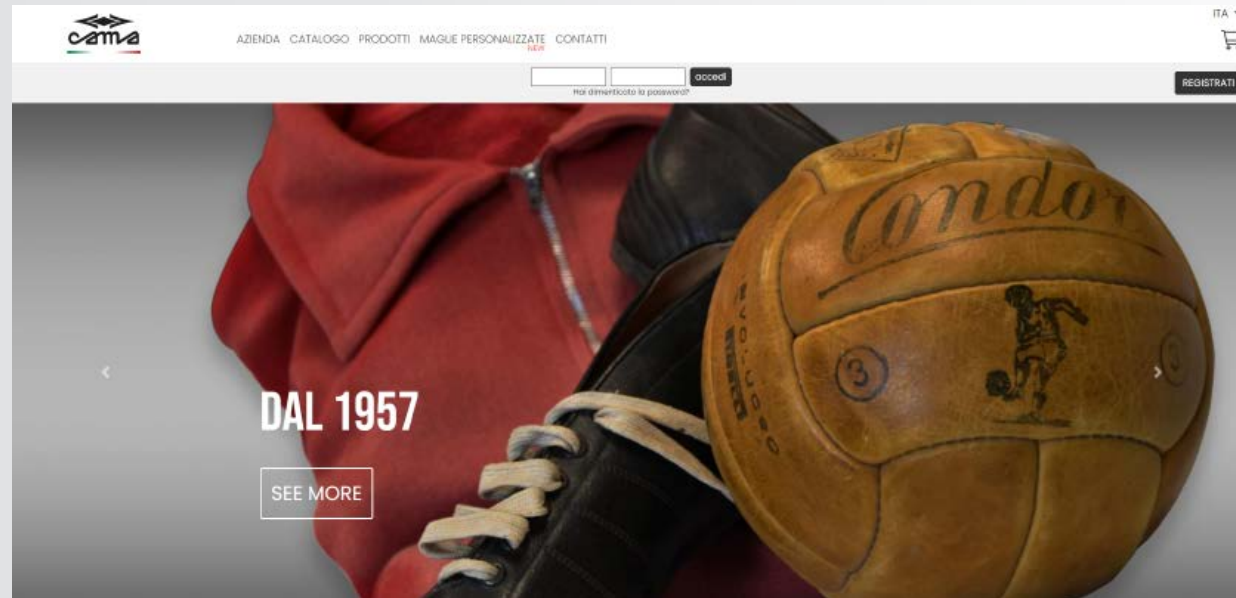 cama
AZIENDA CATALOGO PRODOTTI MAGLIE PERSONALIZZATE CONTATTI
NEW
ITA
accedi
Hai dimenticato la password?
REGISTRATI
Condor
3
3
DAL 1957
SEE MORE